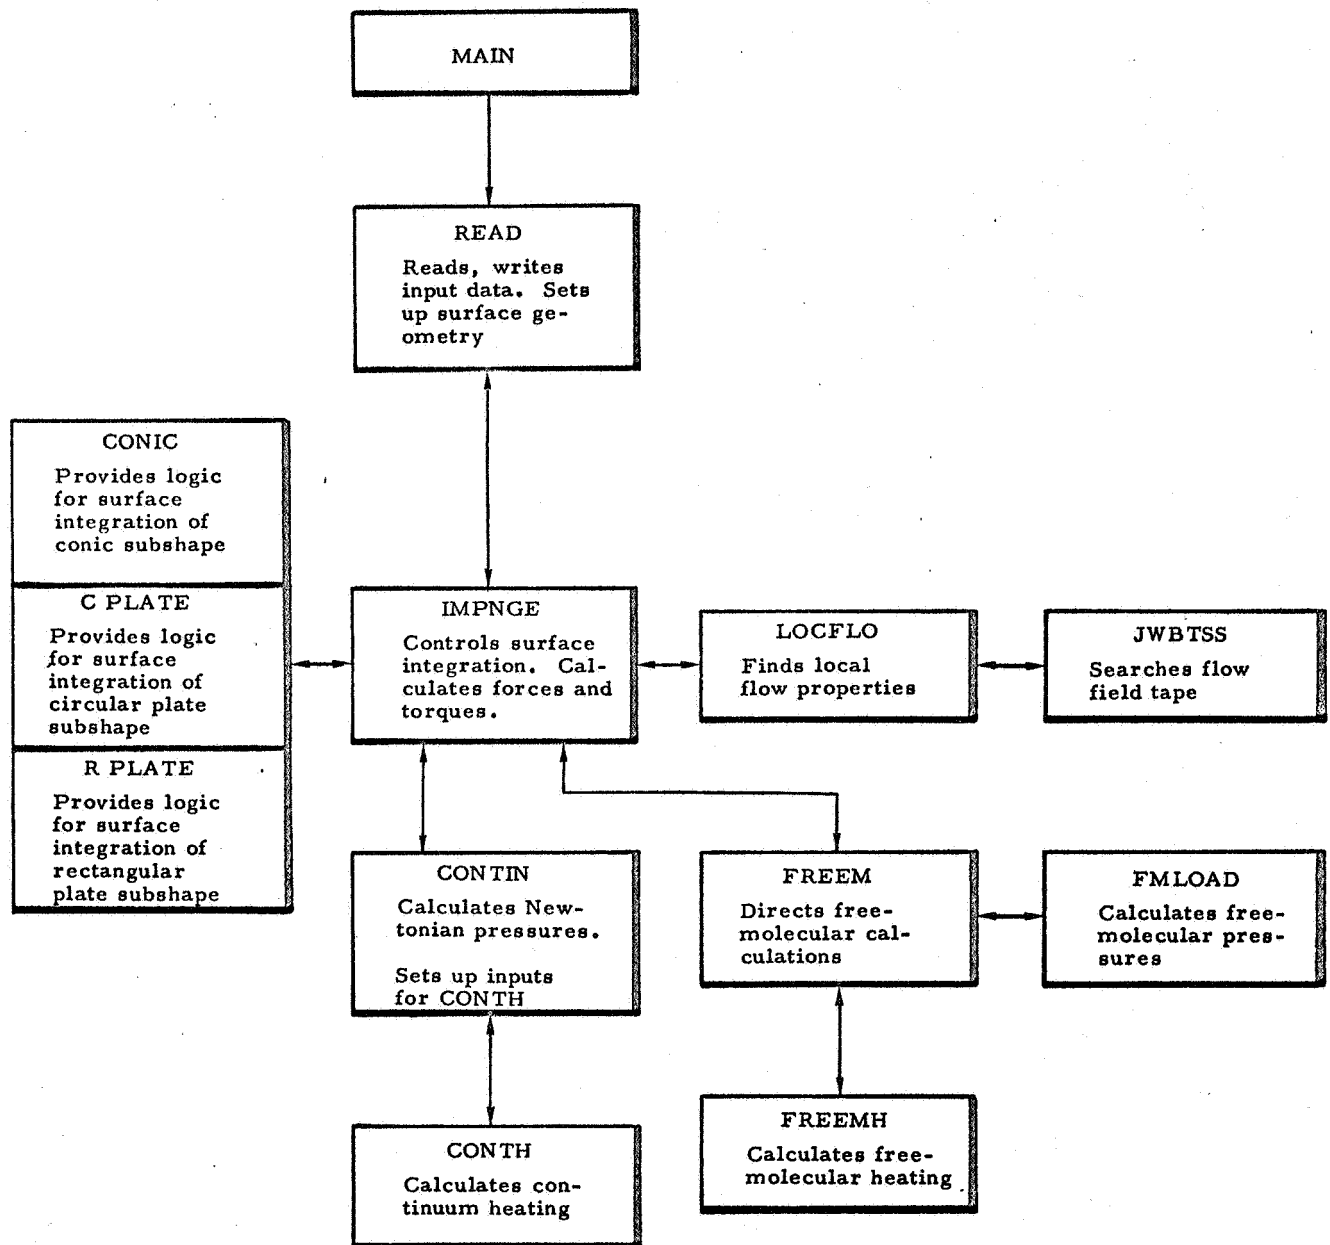 MAIN
READ
Reads, writes
input data. Sets
up surface ge-
ometry
CONIC
Provides logic
for surface
integration of
conic subshape
C PLATE
Provides logic
for surface
integration of
circular plate
subshape
R PLATE
Provides logic
for surface
integration of
rectangular
plate subshape
IMPNGE
Controls surface
integration. Cal-
culates forces and
torques.
LOCFLO
Finds local
flow properties
JWBTSS
Searches flow
field tape
CONTIN
Calculates New-
tonian pressures.
Sets up inputs
for CONTH
FREEM
Directs free-
molecular cal-
culations
FMLOAD
Calculates free-
molecular pres-
sures
CONTH
Calculates con-
tinuum heating
FREEMH
Calculates free-
molecular heating